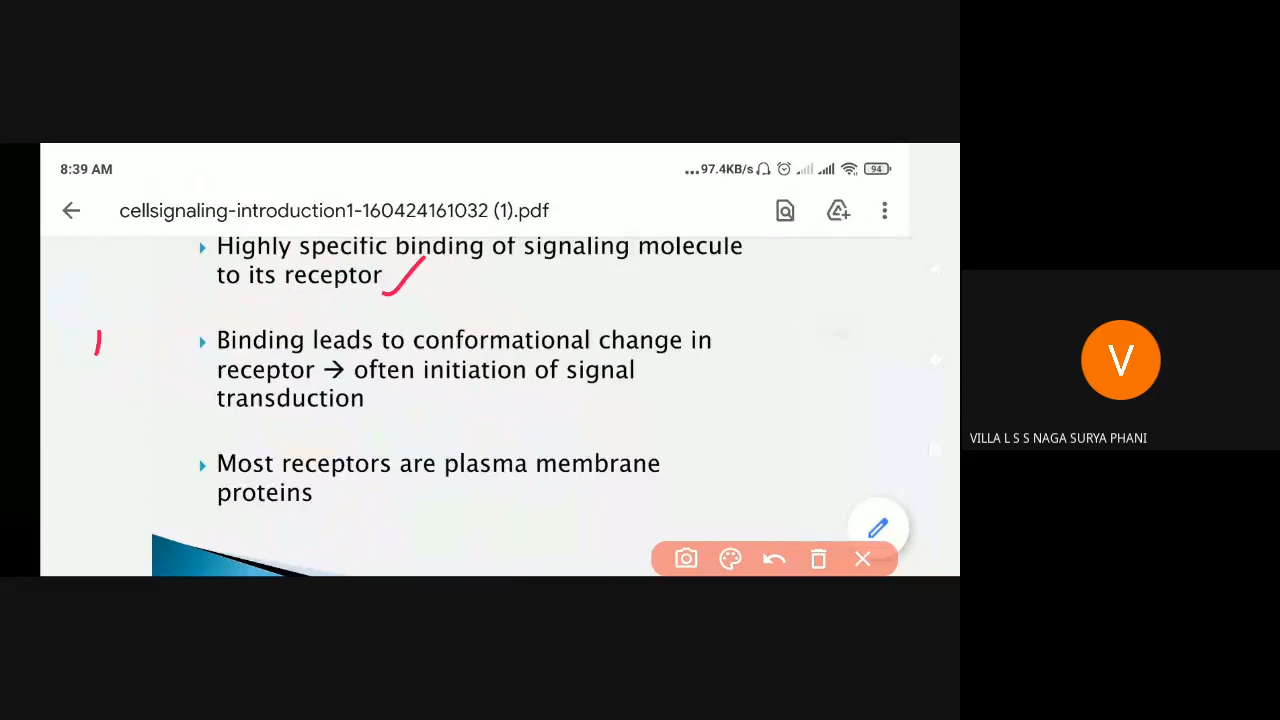 8:39 AM
...97.4KB/s
94
cellsignaling-introduction1-160424161032 (1).pdf
Highly specific binding of signaling molecule
to its receptor
Binding leads to conformational change in
receptor → often initiation of signal
transduction
Most receptors are plasma membrane
proteins
V
VILLA L S S NAGA SURYA PHANI